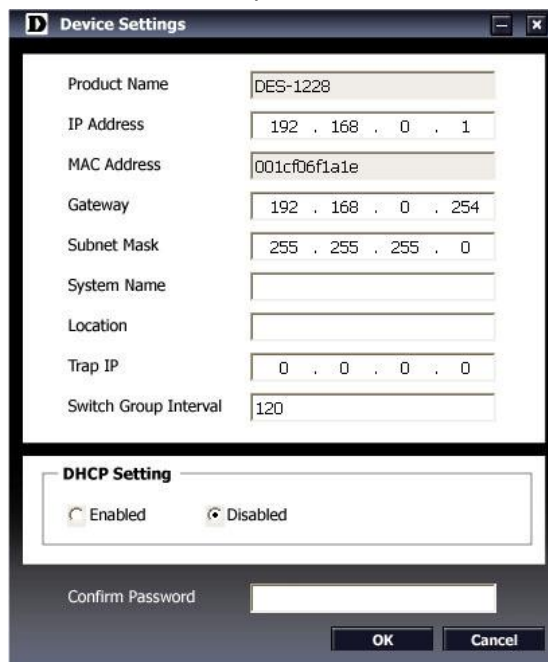 D Device Settings
Product Name DES-1228
IP Address 192 . 168 . 0 . 1
MAC Address 001cf06f1a1e
Gateway 192 . 168 . 0 . 254
Subnet Mask 255 . 255 . 255 . 0
System Name
Location
Trap IP 0 . 0 . 0 . 0
Switch Group Interval 120
DHCP Setting
Enabled Disabled
Confirm Password
OK Cancel